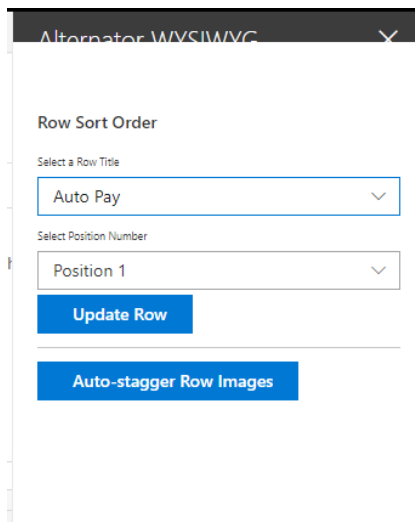 Alternator WYSIWYG
Row Sort Order
Select a Row Title
Auto Pay
Select Position Number
Position 1
Update Row
Auto-stagger Row Images